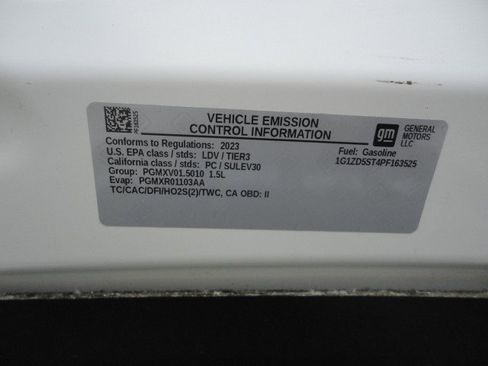 PF163525
VEHICLE EMISSION
CONTROL INFORMATION
gm GENERAL
MOTORS
LLC
Conforms to Regulations: 2023
U.S. EPA class / stds: LDV / TIER3
California class / stds: PC / SULEV30
Group: PGMXV01.5010 1.5L
Evap: PGMXR01103AA
TC/CAC/DFI/HO2S(2)/TWC, CA OBD: II
Fuel: Gasoline
1G1ZD5ST4PF163525